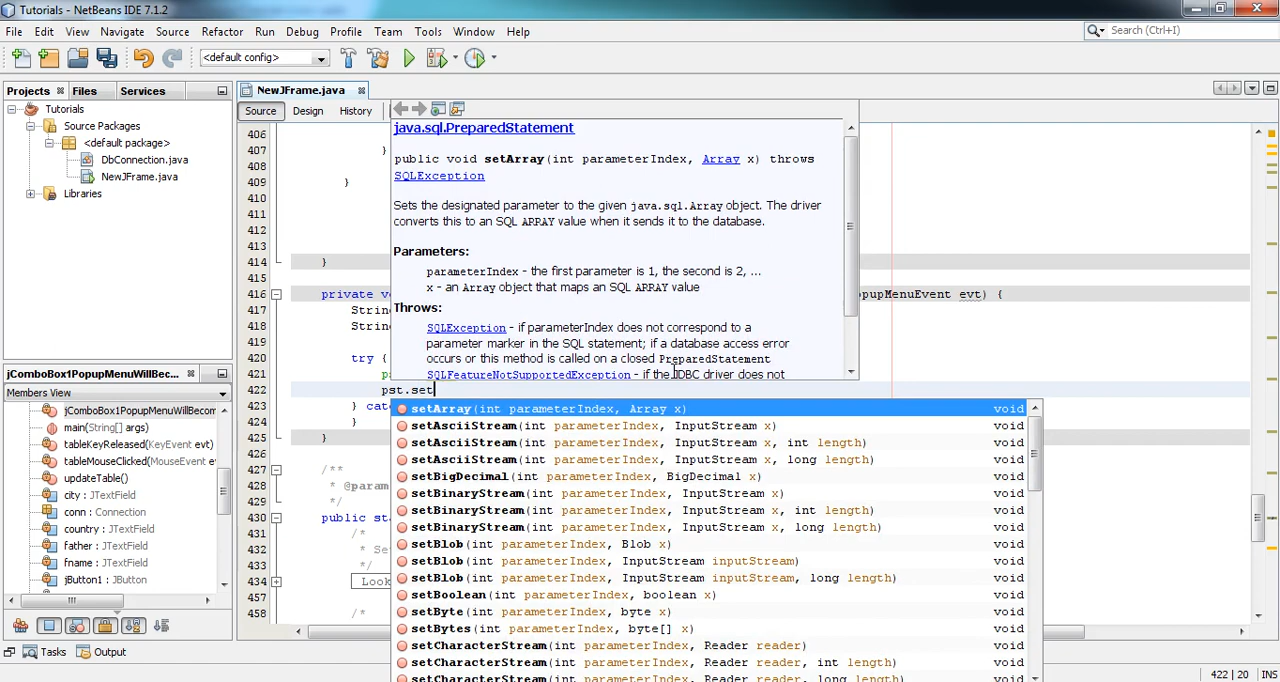 Tutorials - NetBeans IDE 7.1.2
File Edit View Navigate Source Refactor Run Debug Profile Team Tools Window Help
Search (Ctrl+I)
<default config>
Projects Files Services
NewJFrame.java
Source Design History
Tutorials
Source Packages
<default package>
DbConnection.java
NewJFrame.java
Libraries
java.sql.PreparedStatement
public void setArray(int parameterIndex, Array x) throws
SQLException
Sets the designated parameter to the given java.sql.Array object. The driver
converts this to an SQL ARRAY value when it sends it to the database.
Parameters:
parameterIndex - the first parameter is 1, the second is 2, ...
x - an Array object that maps an SQL ARRAY value
Throws:
SQLException - if parameterIndex does not correspond to a
parameter marker in the SQL statement; if a database access error
occurs or this method is called on a closed PreparedStatement
SQLFeatureNotSupportedException - if the JDBC driver does not
406
407 }
408
409 }
410
411
412
413
414 }
415
416 private v opupMenuEvent evt) {
417 Strin
418 Strin
419
420 try {
421 p
422 pst.set
423 } cat
424 }
425 }
426
427 /**
428 * @param
429 */
430 public sta
431 /*
432 * Se
433 */
434 Look
457
458 /*
setArray(int parameterIndex, Array x) void
setAsciiStream(int parameterIndex, InputStream x) void
setAsciiStream(int parameterIndex, InputStream x, int length) void
setAsciiStream(int parameterIndex, InputStream x, long length) void
setBigDecimal(int parameterIndex, BigDecimal x) void
setBinaryStream(int parameterIndex, InputStream x) void
setBinaryStream(int parameterIndex, InputStream x, int length) void
setBinaryStream(int parameterIndex, InputStream x, long length) void
setBlob(int parameterIndex, Blob x) void
setBlob(int parameterIndex, InputStream inputStream) void
setBlob(int parameterIndex, InputStream inputStream, long length) void
setBoolean(int parameterIndex, boolean x) void
setByte(int parameterIndex, byte x) void
setBytes(int parameterIndex, byte[] x) void
setCharacterStream(int parameterIndex, Reader reader) void
setCharacterStream(int parameterIndex, Reader reader, int length) void
setCharacterStream(int parameterIndex, Reader reader, long length) void
jComboBox1PopupMenuWillBec...
Members View
jComboBox1PopupMenuWillBecom
main(String[] args)
tableKeyReleased(KeyEvent evt)
tableMouseClicked(MouseEvent e
updateTable()
city : JTextField
conn : Connection
country : JTextField
father : JTextField
fname : JTextField
jButton1 : JButton
Tasks Output
422 | 20 INS